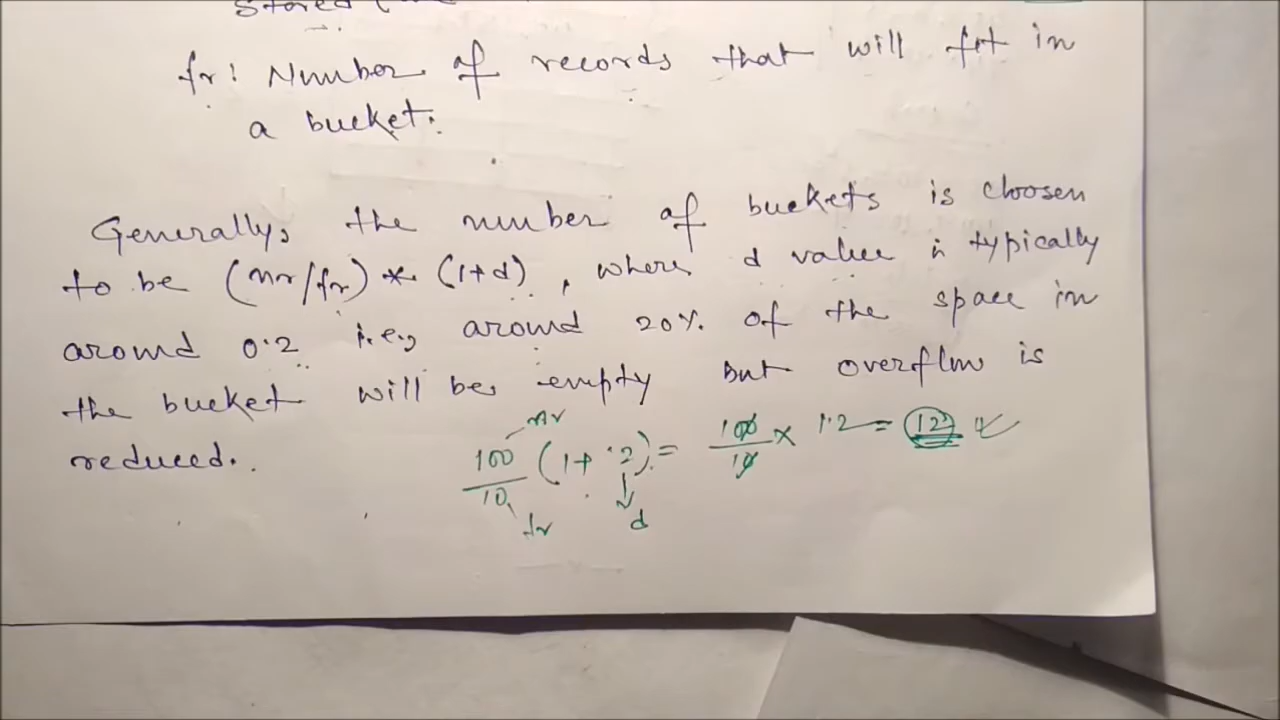 Stored
fr: Number of records that will fit in
a bucket.
Generally, the number of buckets is choosen
to be (nr/fr) * (1+d), where d value is typically
around 0.2 i.e., around 20% of the space in
the bucket will be empty But overflow is
reduced.
nr
100/10 (1 + .2) = 100/10 × 1.2 = 12
fr d